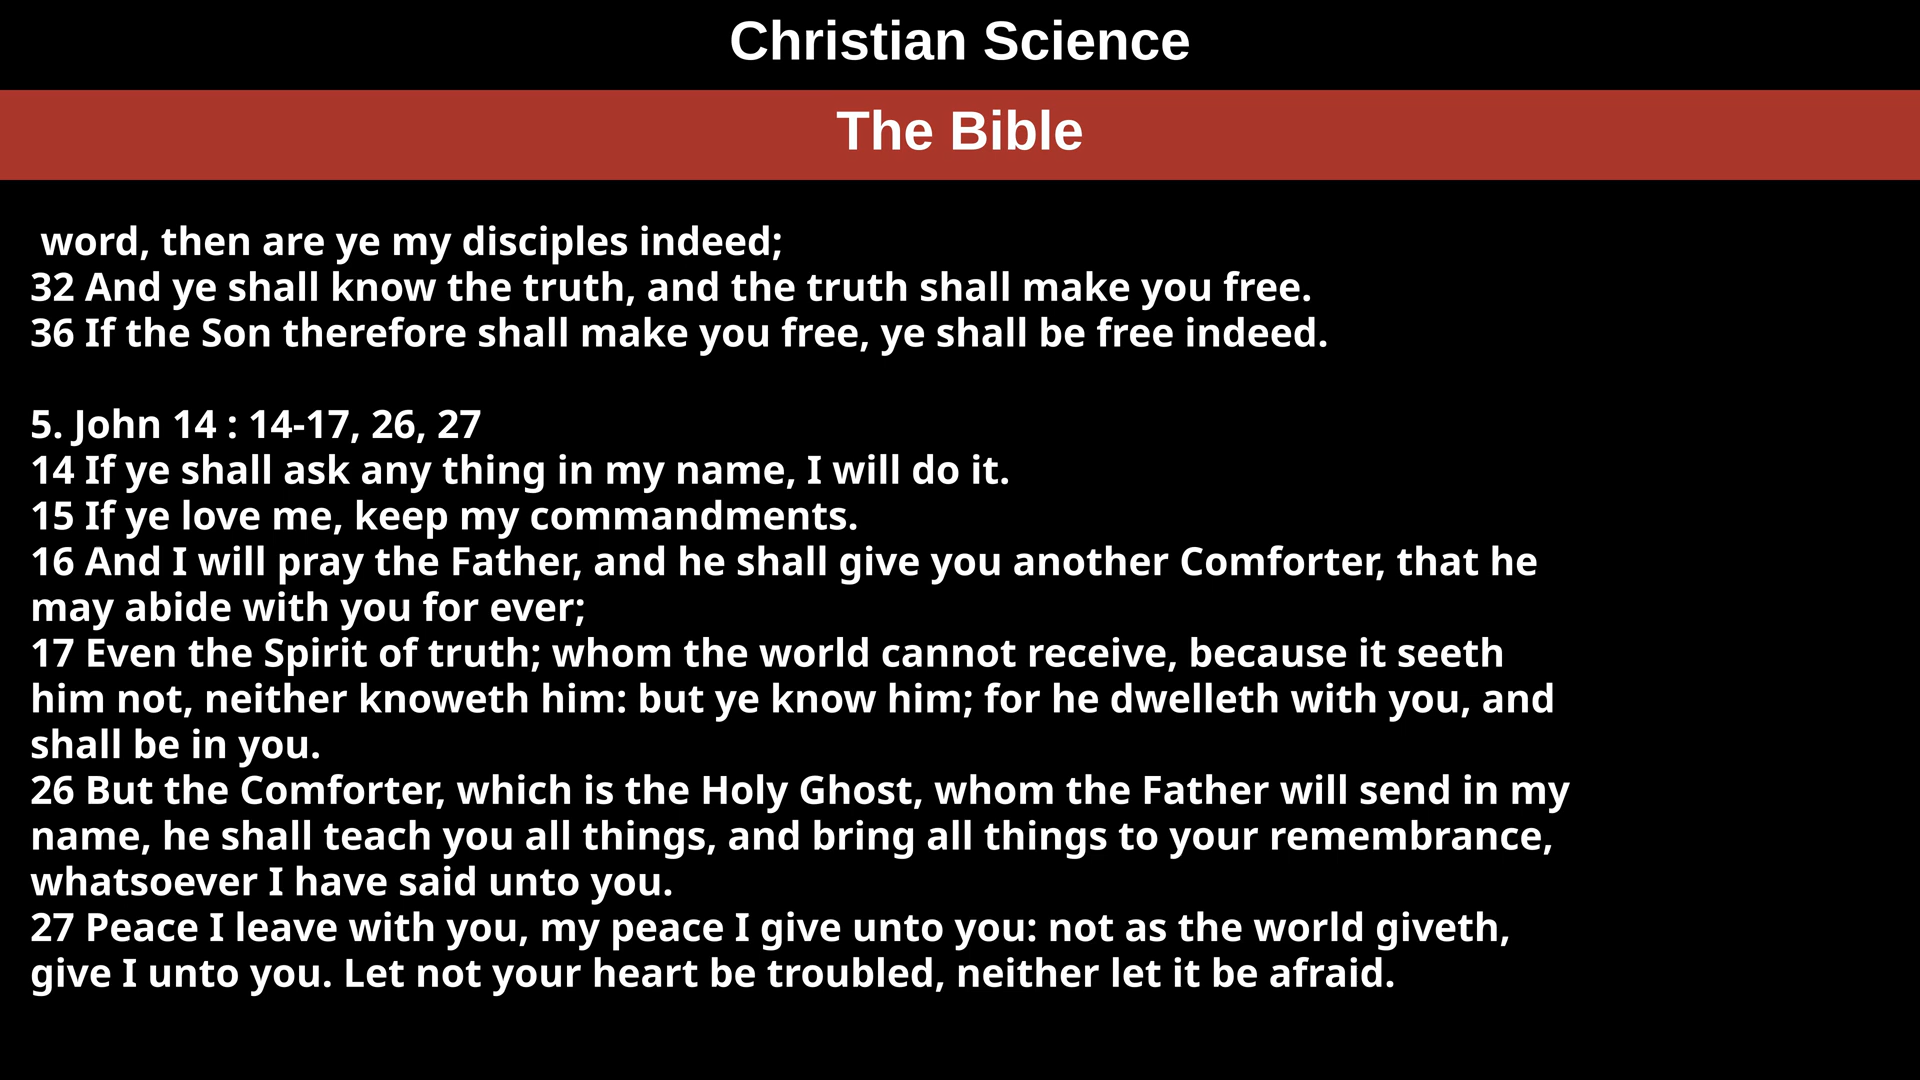 Christian Science
The Bible
word, then are ye my disciples indeed;
32 And ye shall know the truth, and the truth shall make you free.
36 If the Son therefore shall make you free, ye shall be free indeed.
5. John 14 : 14-17, 26, 27
14 If ye shall ask any thing in my name, I will do it.
15 If ye love me, keep my commandments.
16 And I will pray the Father, and he shall give you another Comforter, that he
may abide with you for ever;
17 Even the Spirit of truth; whom the world cannot receive, because it seeth
him not, neither knoweth him: but ye know him; for he dwelleth with you, and
shall be in you.
26 But the Comforter, which is the Holy Ghost, whom the Father will send in my
name, he shall teach you all things, and bring all things to your remembrance,
whatsoever I have said unto you.
27 Peace I leave with you, my peace I give unto you: not as the world giveth,
give I unto you. Let not your heart be troubled, neither let it be afraid.